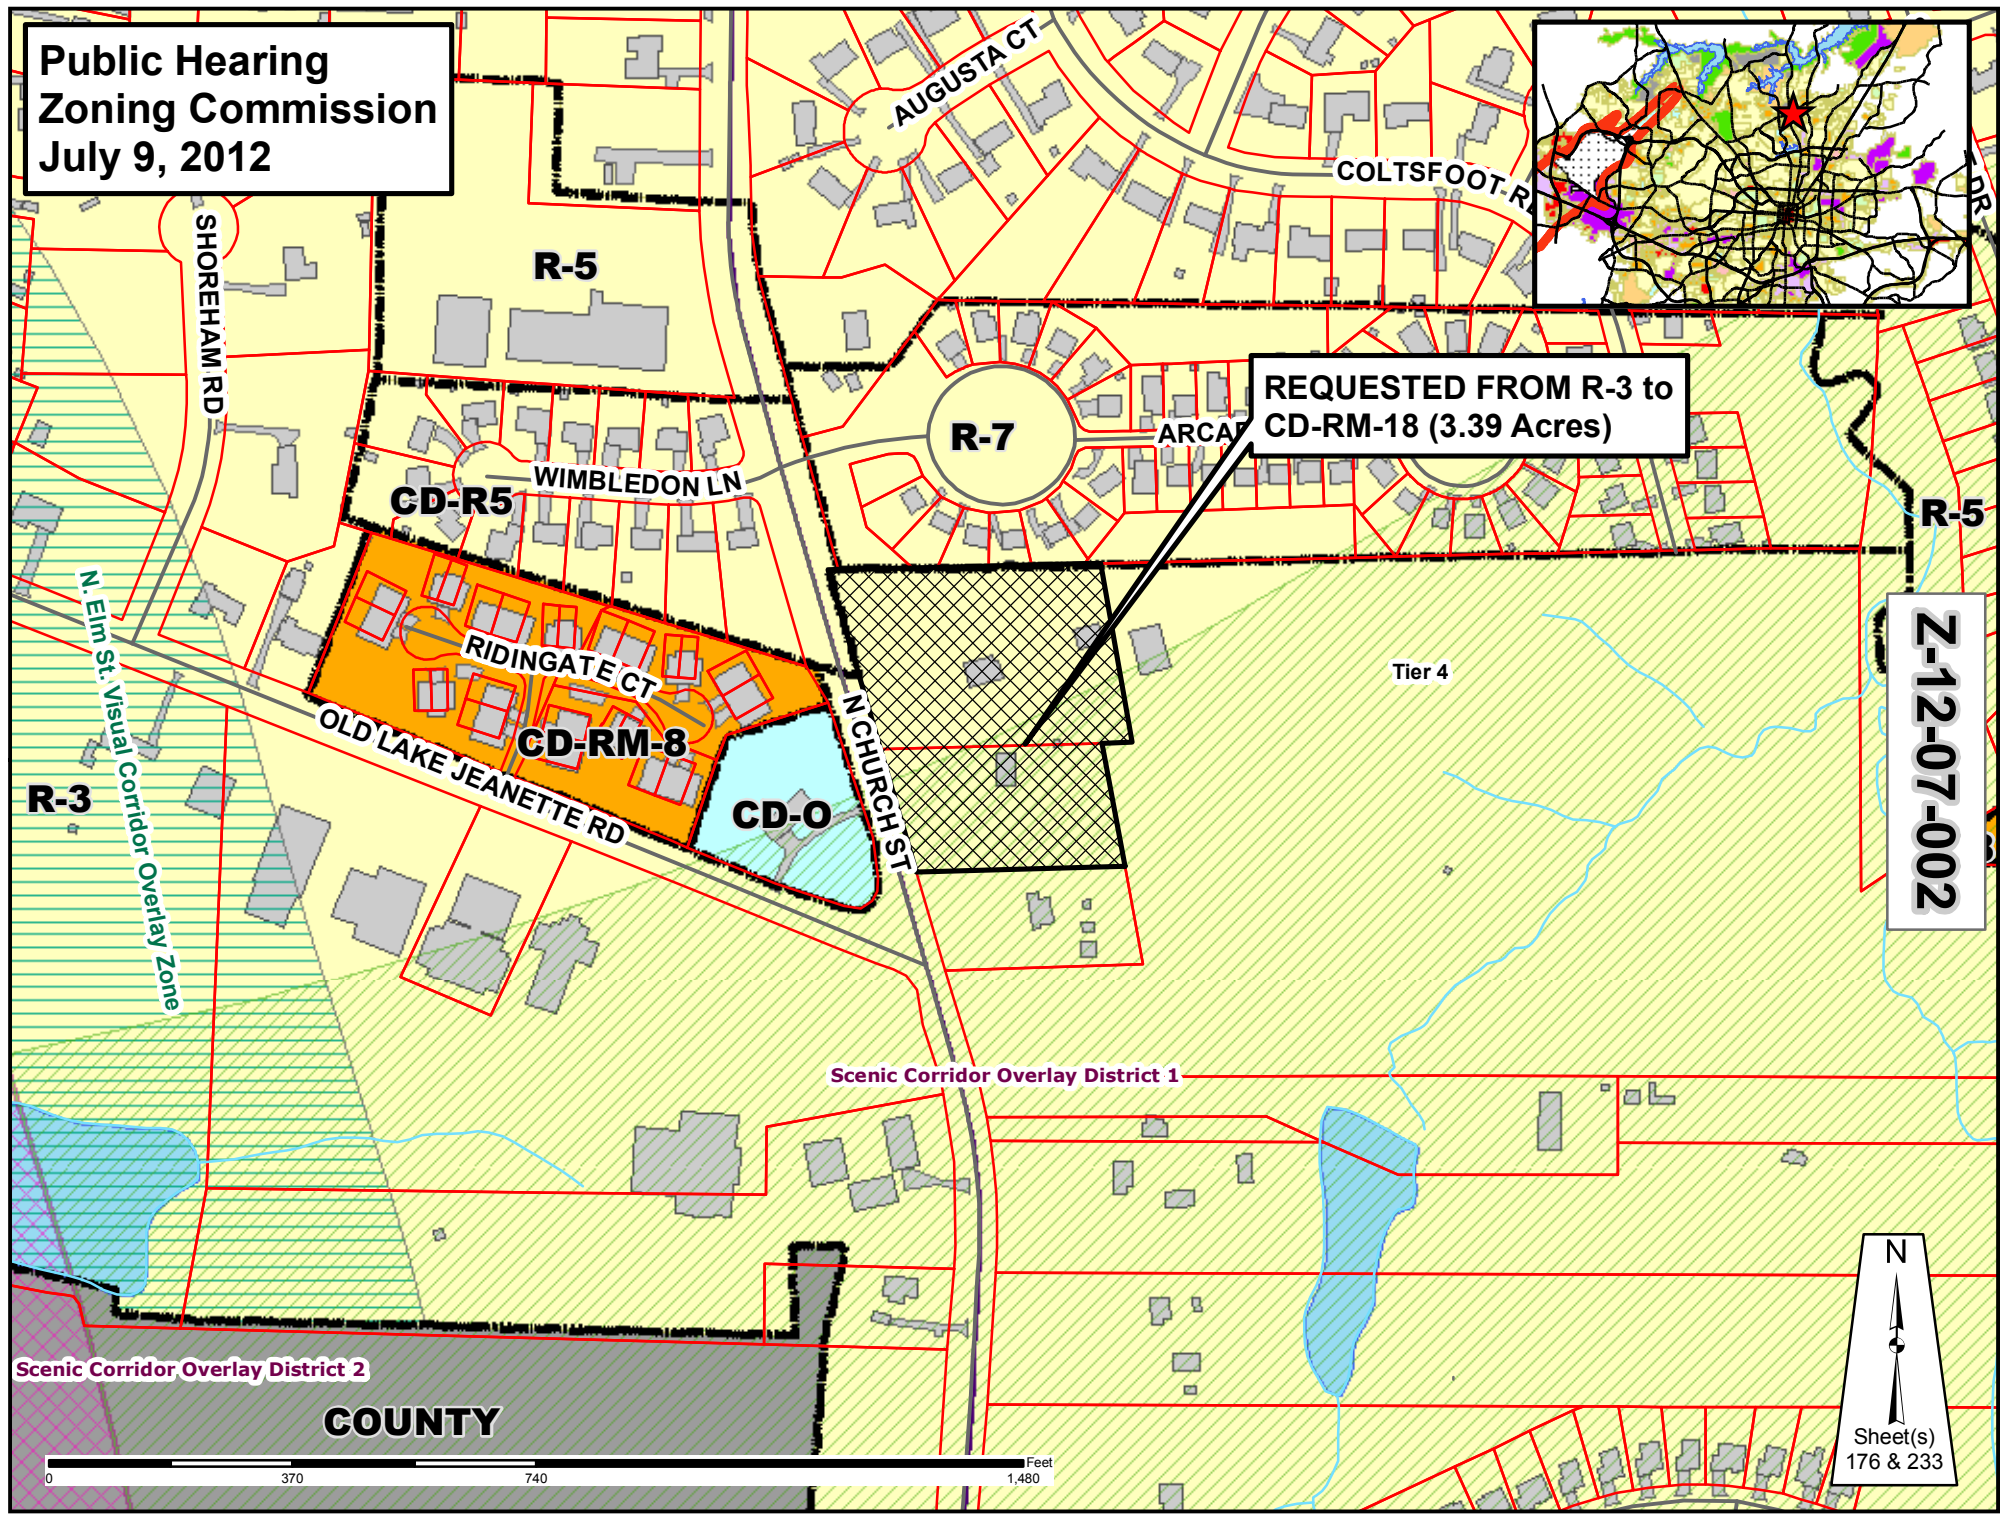 Public Hearing
Zoning Commission
July 9, 2012
AUGUSTA CT
COLTSFOOT R
DR
SHOREHAM RD
R-5
REQUESTED FROM R-3 to
CD-RM-18 (3.39 Acres)
R-7
WIMBLEDON LN
CD-R5
R-5
N. Elm St. Visual Corridor Overlay Zone
RIDINGATE CT
Tier 4
Z-12-07-002
OLD LAKE JEANETTE RD
CD-RM-8
N CHURCH ST
R-3
CD-O
Scenic Corridor Overlay District 1
N
Scenic Corridor Overlay District 2
COUNTY
Sheet(s)
176 & 233
Feet
0 370 740 1,480